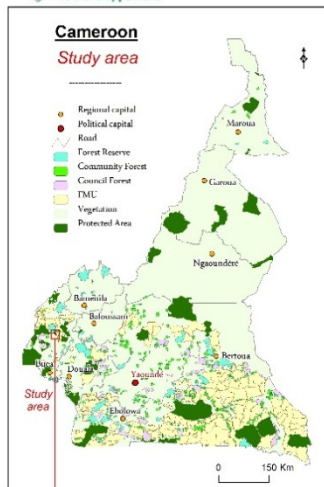 Cameroon
Study area
Regional capital
Political capital
Road
Forest Reserve
Community Forest
Council Forest
FMU
Vegetation
Protected Area
Maroua
Garoua
Ngaoundéré
Bamenda
Bafoussam
Bertoua
Buea
Douala
Yaoundé
Study
area
Ebolowa
0 150 Km